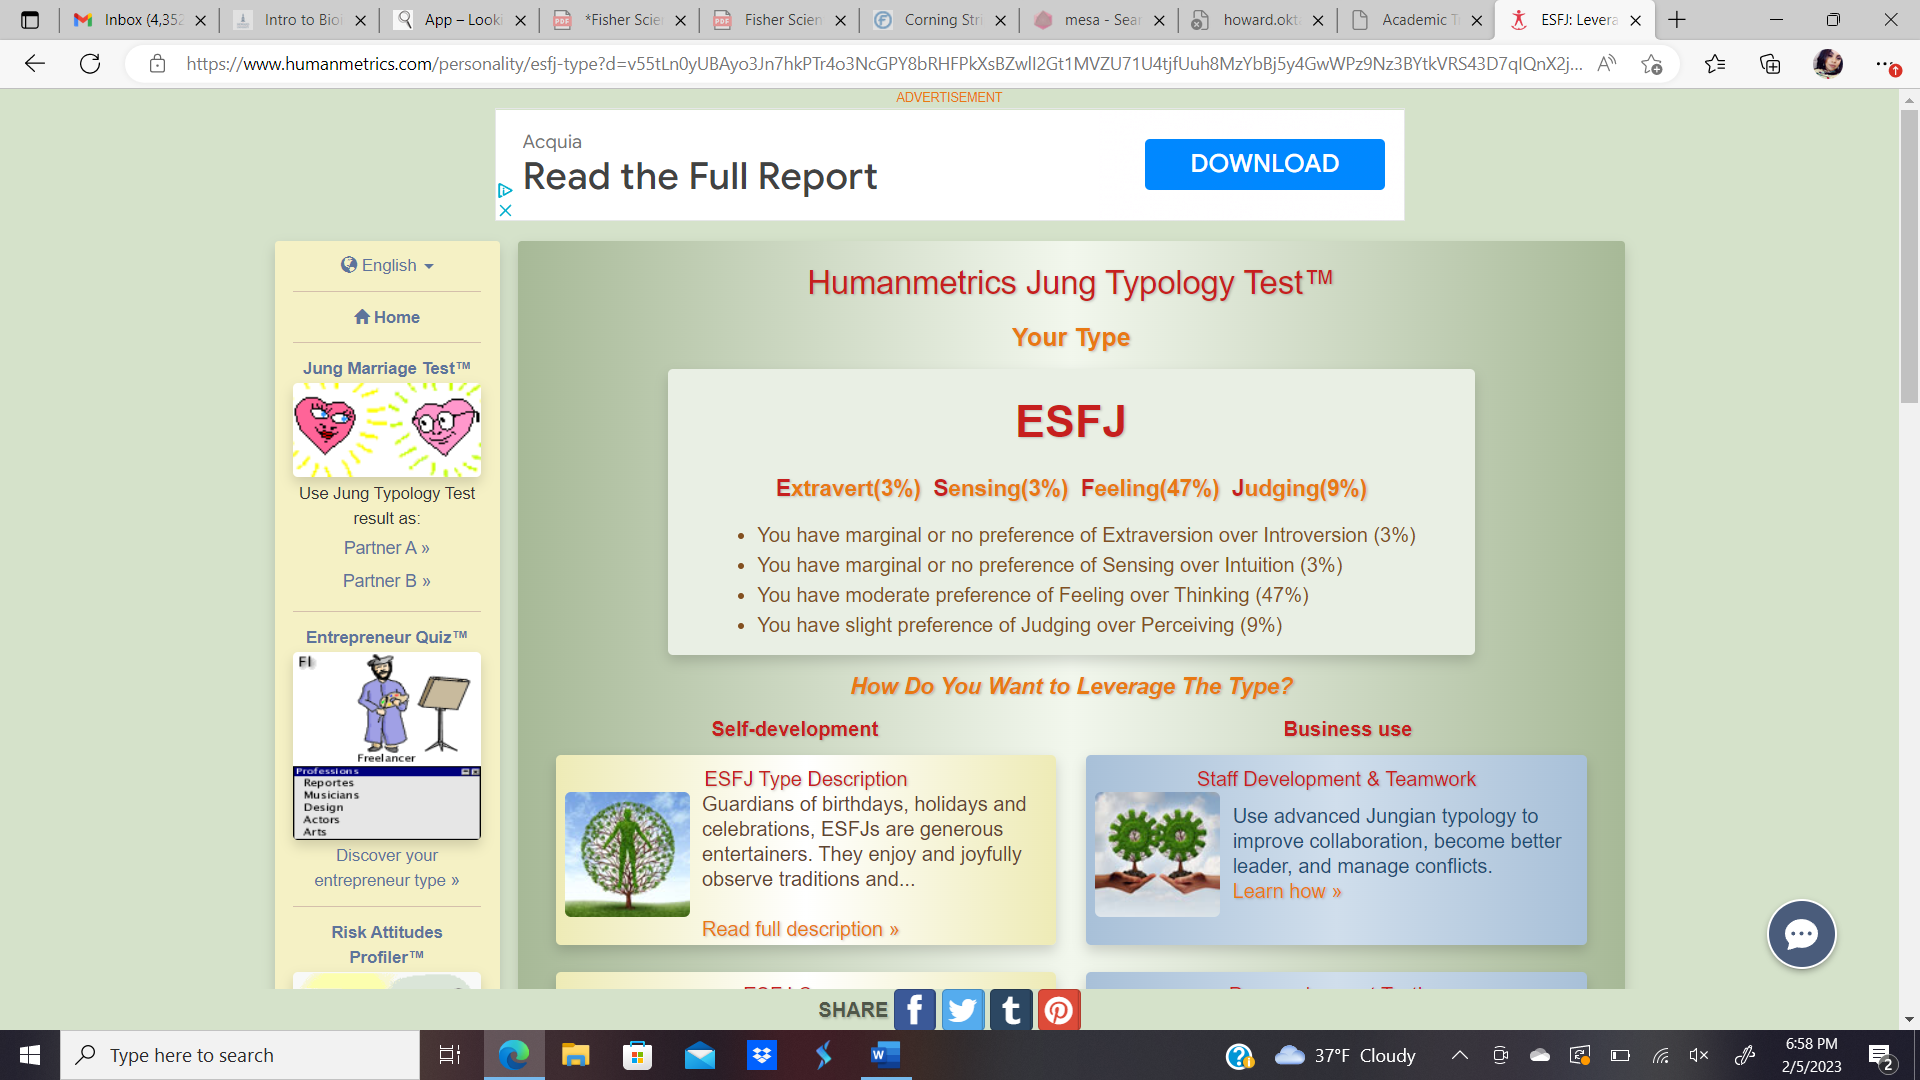 Inbox (4,352
Intro to Biol
App – Looki
*Fisher Scien
Fisher Scien
Corning Stri
mesa - Sear
howard.okta
Academic T
ESFJ: Levera
https://www.humanmetrics.com/personality/esfj-type?d=v55tLn0yUBAyo3Jn7hkPTr4o3NcGPY8bRHFPkXsBZwlI2Gt1MVZU71U4tjfUuh8MzYbBj5y4GwWPz9Nz3BYtkVRS43D7qIQnX2j...
ADVERTISEMENT
Acquia
Read the Full Report
DOWNLOAD
English
Home
Jung Marriage Test™
Use Jung Typology Test
result as:
Partner A »
Partner B »
Entrepreneur Quiz™
FI
Freelancer
Professions
Reportes
Musicians
Design
Actors
Arts
Discover your
entrepreneur type »
Risk Attitudes
Profiler™
Humanmetrics Jung Typology Test™
Your Type
ESFJ
Extravert(3%) Sensing(3%) Feeling(47%) Judging(9%)
• You have marginal or no preference of Extraversion over Introversion (3%)
• You have marginal or no preference of Sensing over Intuition (3%)
• You have moderate preference of Feeling over Thinking (47%)
• You have slight preference of Judging over Perceiving (9%)
How Do You Want to Leverage The Type?
Self-development
ESFJ Type Description
Guardians of birthdays, holidays and
celebrations, ESFJs are generous
entertainers. They enjoy and joyfully
observe traditions and...
Read full description »
Business use
Staff Development & Teamwork
Use advanced Jungian typology to
improve collaboration, become better
leader, and manage conflicts.
Learn how »
SHARE
Type here to search
37°F Cloudy
6:58 PM
2/5/2023
2